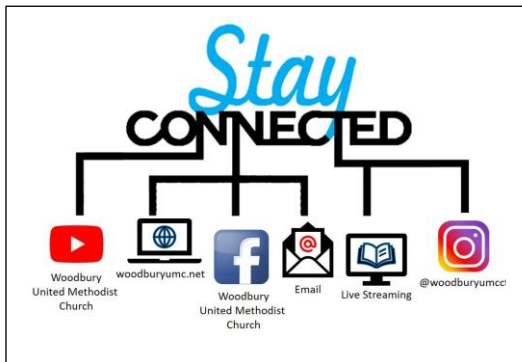 Stay
CONNECTED
Woodbury
United Methodist
Church
woodburyumc.net
f
Woodbury
United Methodist
Church
@
Email
Live Streaming
@woodburyumcct